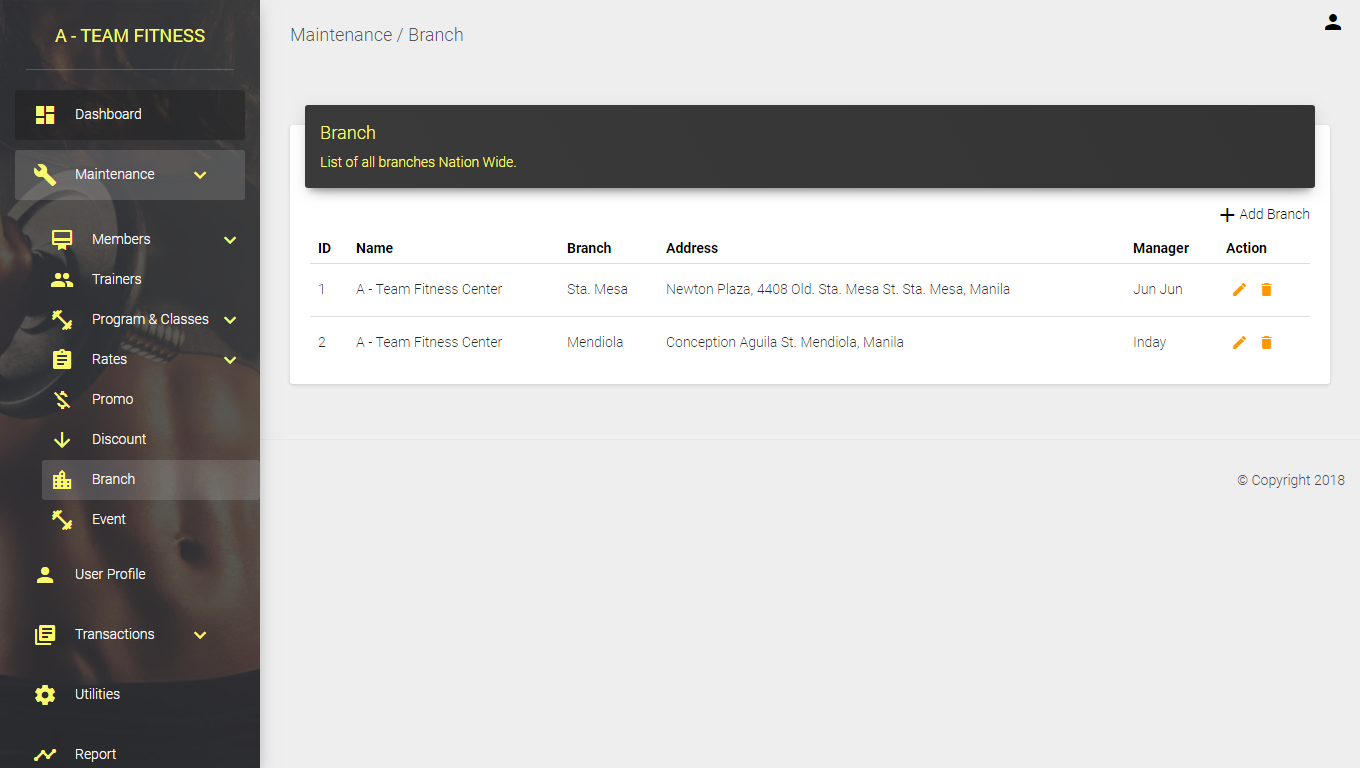 A - TEAM FITNESS
Dashboard
Maintenance
Members
Trainers
Program & Classes
Rates
Promo
Discount
Branch
Event
User Profile
Transactions
Utilities
Report
Maintenance / Branch
Branch
List of all branches Nation Wide.
Add Branch
ID Name Branch Address Manager Action
1 A - Team Fitness Center Sta. Mesa Newton Plaza, 4408 Old. Sta. Mesa St. Sta. Mesa, Manila Jun Jun
2 A - Team Fitness Center Mendiola Conception Aguila St. Mendiola, Manila Inday
© Copyright 2018